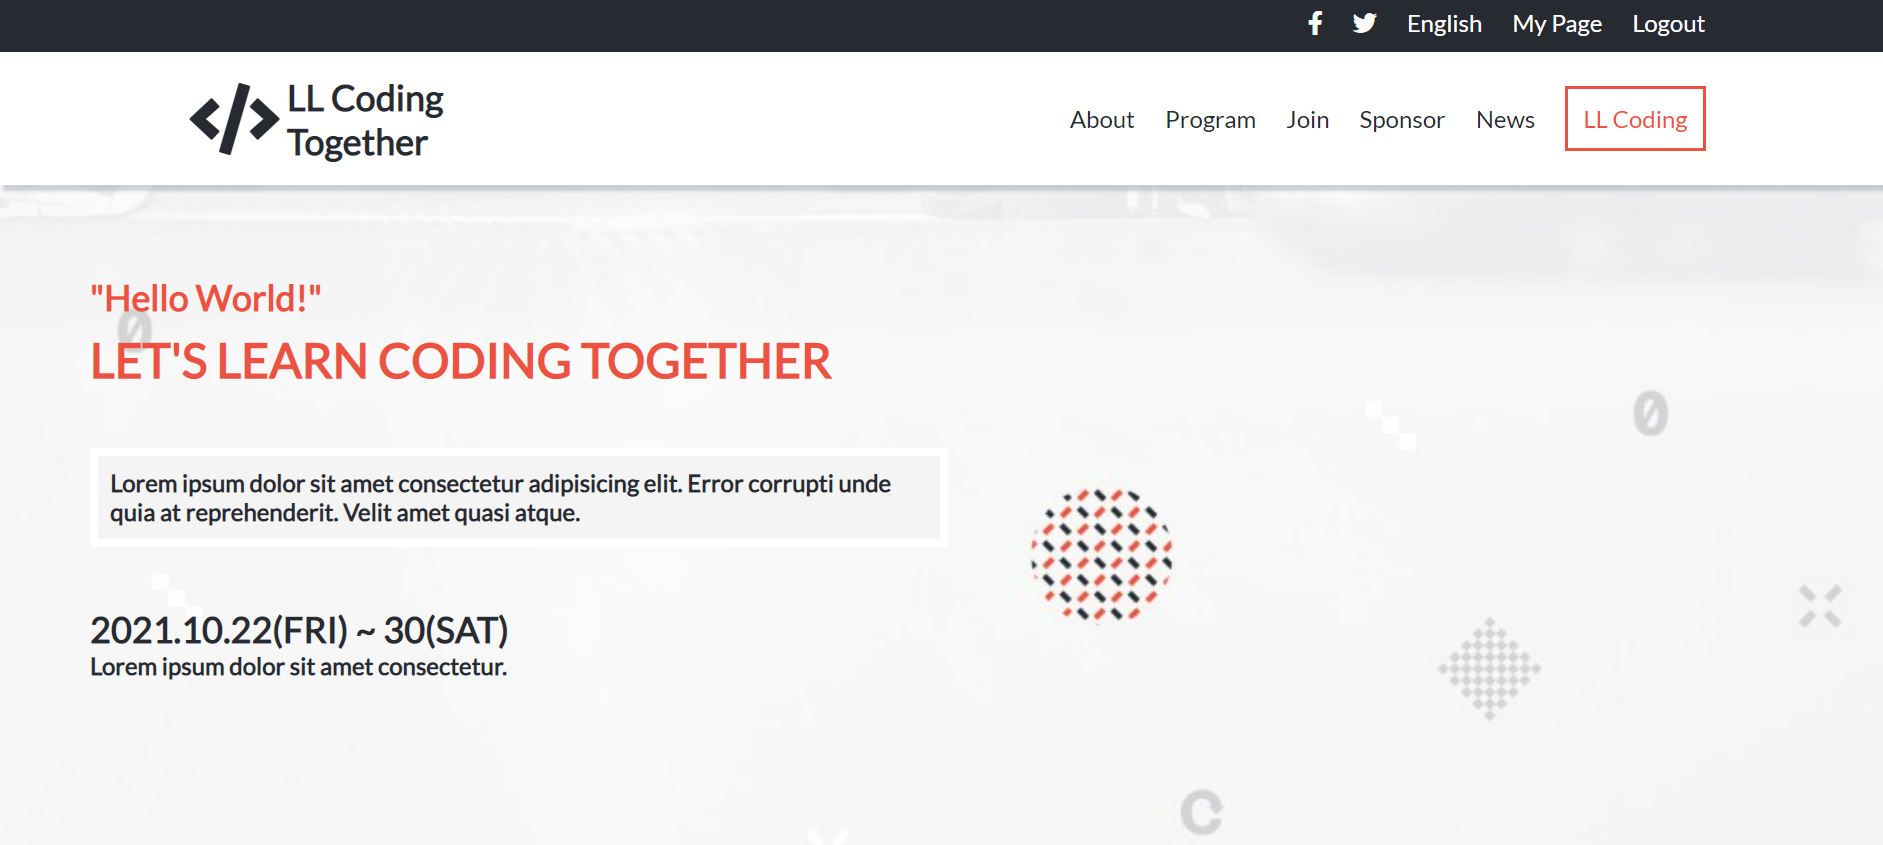 English My Page Logout
LL Coding
Together
About Program Join Sponsor News LL Coding
"Hello World!"
LET'S LEARN CODING TOGETHER
Lorem ipsum dolor sit amet consectetur adipisicing elit. Error corrupti unde
quia at reprehenderit. Velit amet quasi atque.
2021.10.22(FRI) ~ 30(SAT)
Lorem ipsum dolor sit amet consectetur.